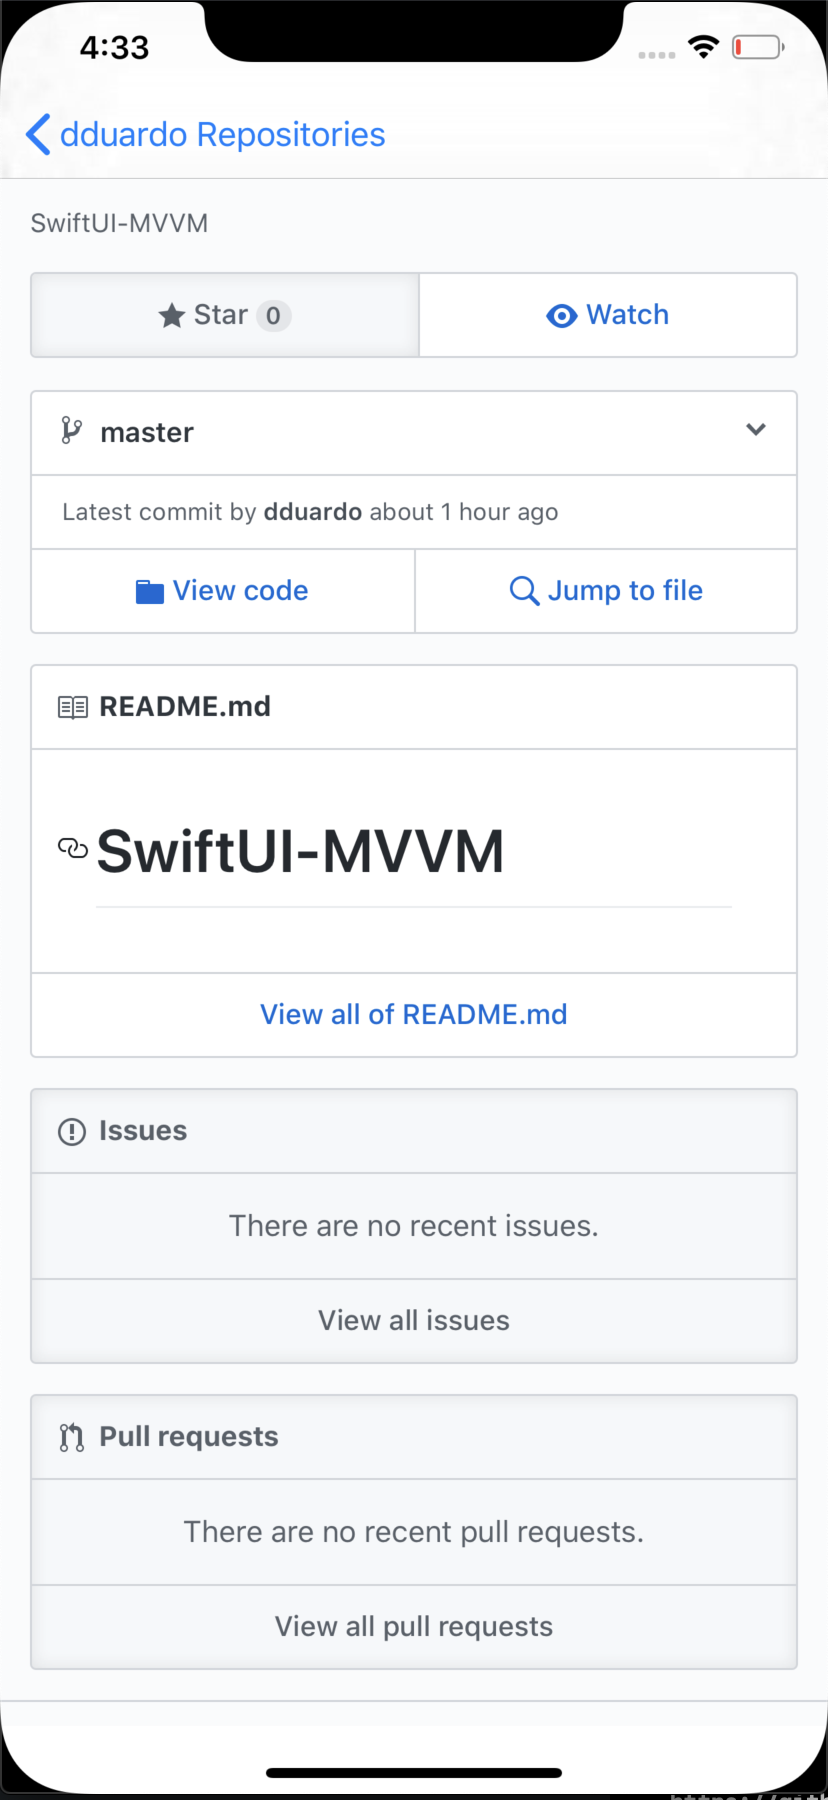 4:33
dduardo Repositories
SwiftUI-MVVM
Star 0
Watch
master
Latest commit by dduardo about 1 hour ago
View code
Jump to file
README.md
SwiftUI-MVVM
View all of README.md
Issues
There are no recent issues.
View all issues
Pull requests
There are no recent pull requests.
View all pull requests